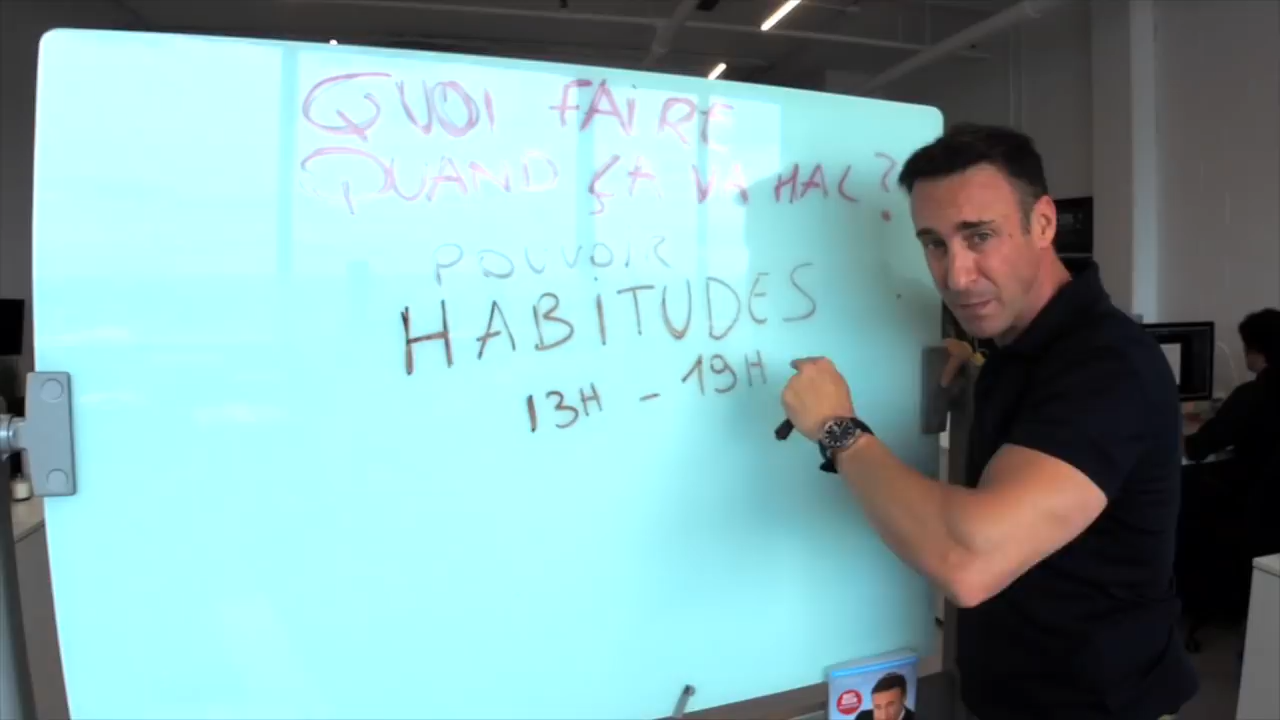 QUOI FAIRE
QUAND ÇA VA MAL?
POUVOIR
HABITUDES
13H - 19H